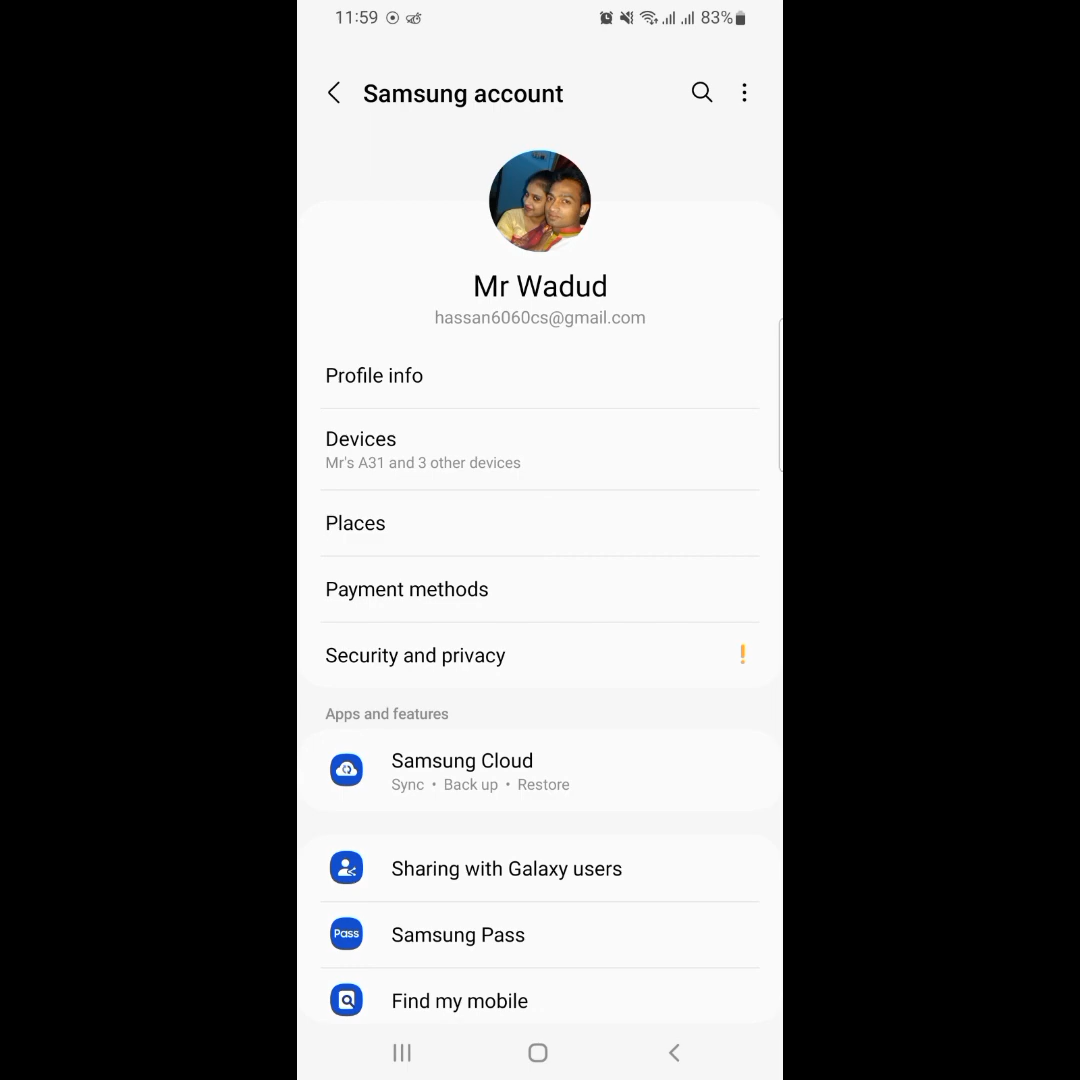 11:59
83%
Samsung account
Mr Wadud
hassan6060cs@gmail.com
Profile info
Devices
Mr's A31 and 3 other devices
Places
Payment methods
Security and privacy
Apps and features
Samsung Cloud
Sync • Back up • Restore
Sharing with Galaxy users
Pass
Samsung Pass
Find my mobile